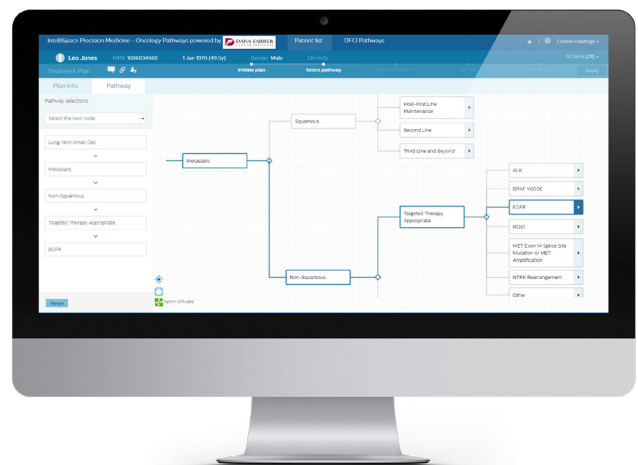 IntelliSpace Precision Medicine - Oncology Pathways powered by DANA-FARBER
Patient list
DFCI Pathways
Leo Jones
1 Jan 1970 (49.5y)
Gender: Male
Ethnicity
Treatment Plan
Initiate plan
Select pathway
Apply
Plan Info
Pathway
Pathway selections
Select the next node
Lung: Non-Small Cell
Metastatic
Non-Squamous
Targeted Therapy Appropriate
EGFR
Reset
Metastatic
Squamous
Non-Squamous
Post-First Line
Maintenance
Second Line
Third Line and Beyond
Targeted Therapy
Appropriate
ALK
BRAF V600E
EGFR
ROS1
MET Exon 14 Splice Site
Mutation or MET
Amplification
NTRK Rearrangement
Other